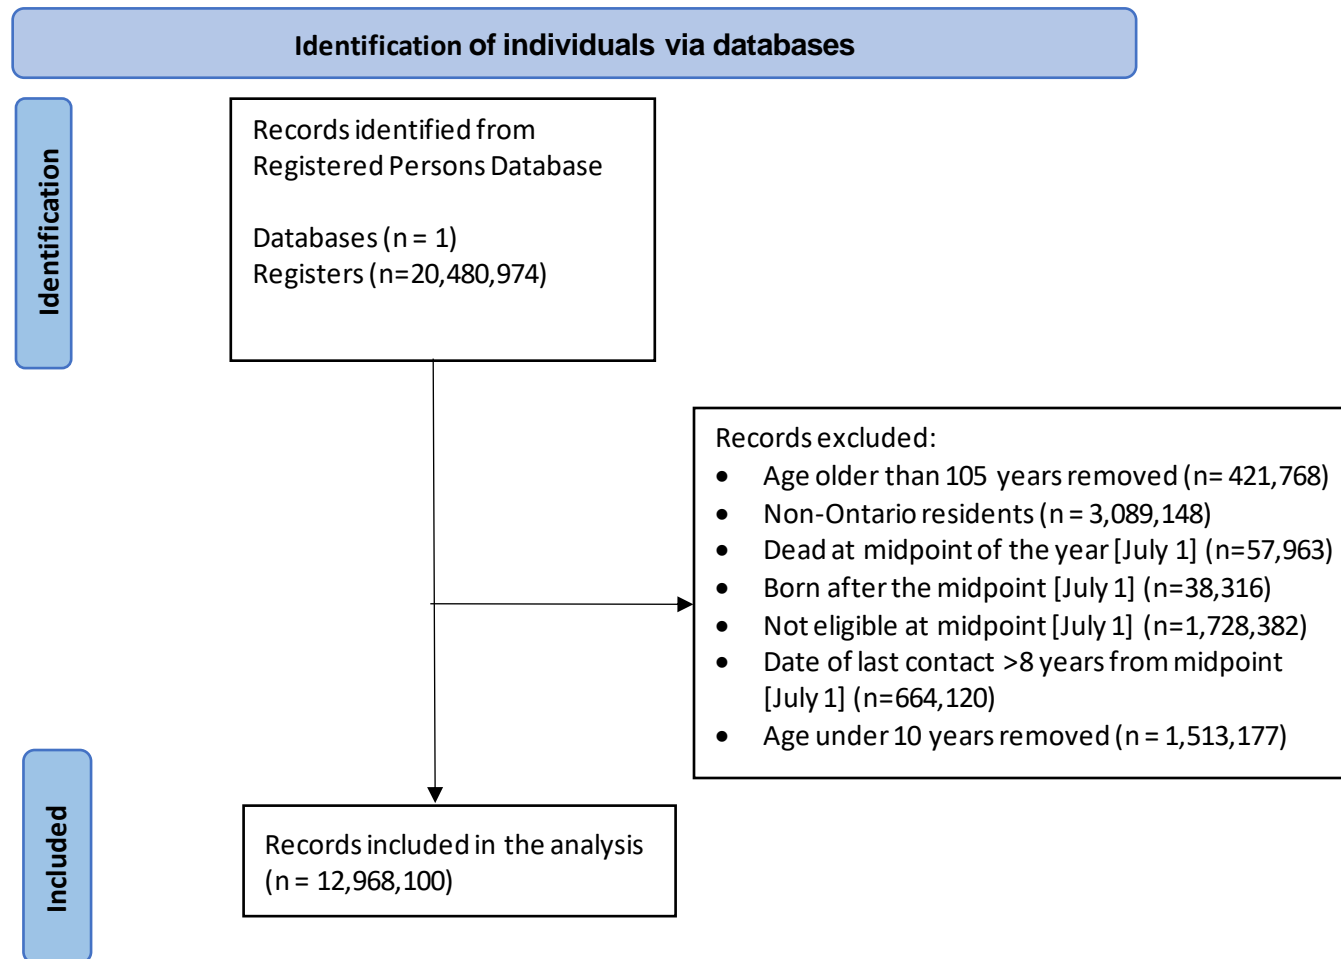 Identification of individuals via databases
Identification
Records identified from
Registered Persons Database
Databases (n = 1)
Registers (n=20,480,974)
Records excluded:
• Age older than 105 years removed (n= 421,768)
• Non-Ontario residents (n = 3,089,148)
• Dead at midpoint of the year [July 1] (n=57,963)
• Born after the midpoint [July 1] (n=38,316)
• Not eligible at midpoint [July 1] (n=1,728,382)
• Date of last contact >8 years from midpoint
[July 1] (n=664,120)
• Age under 10 years removed (n = 1,513,177)
Included
Records included in the analysis
(n = 12,968,100)